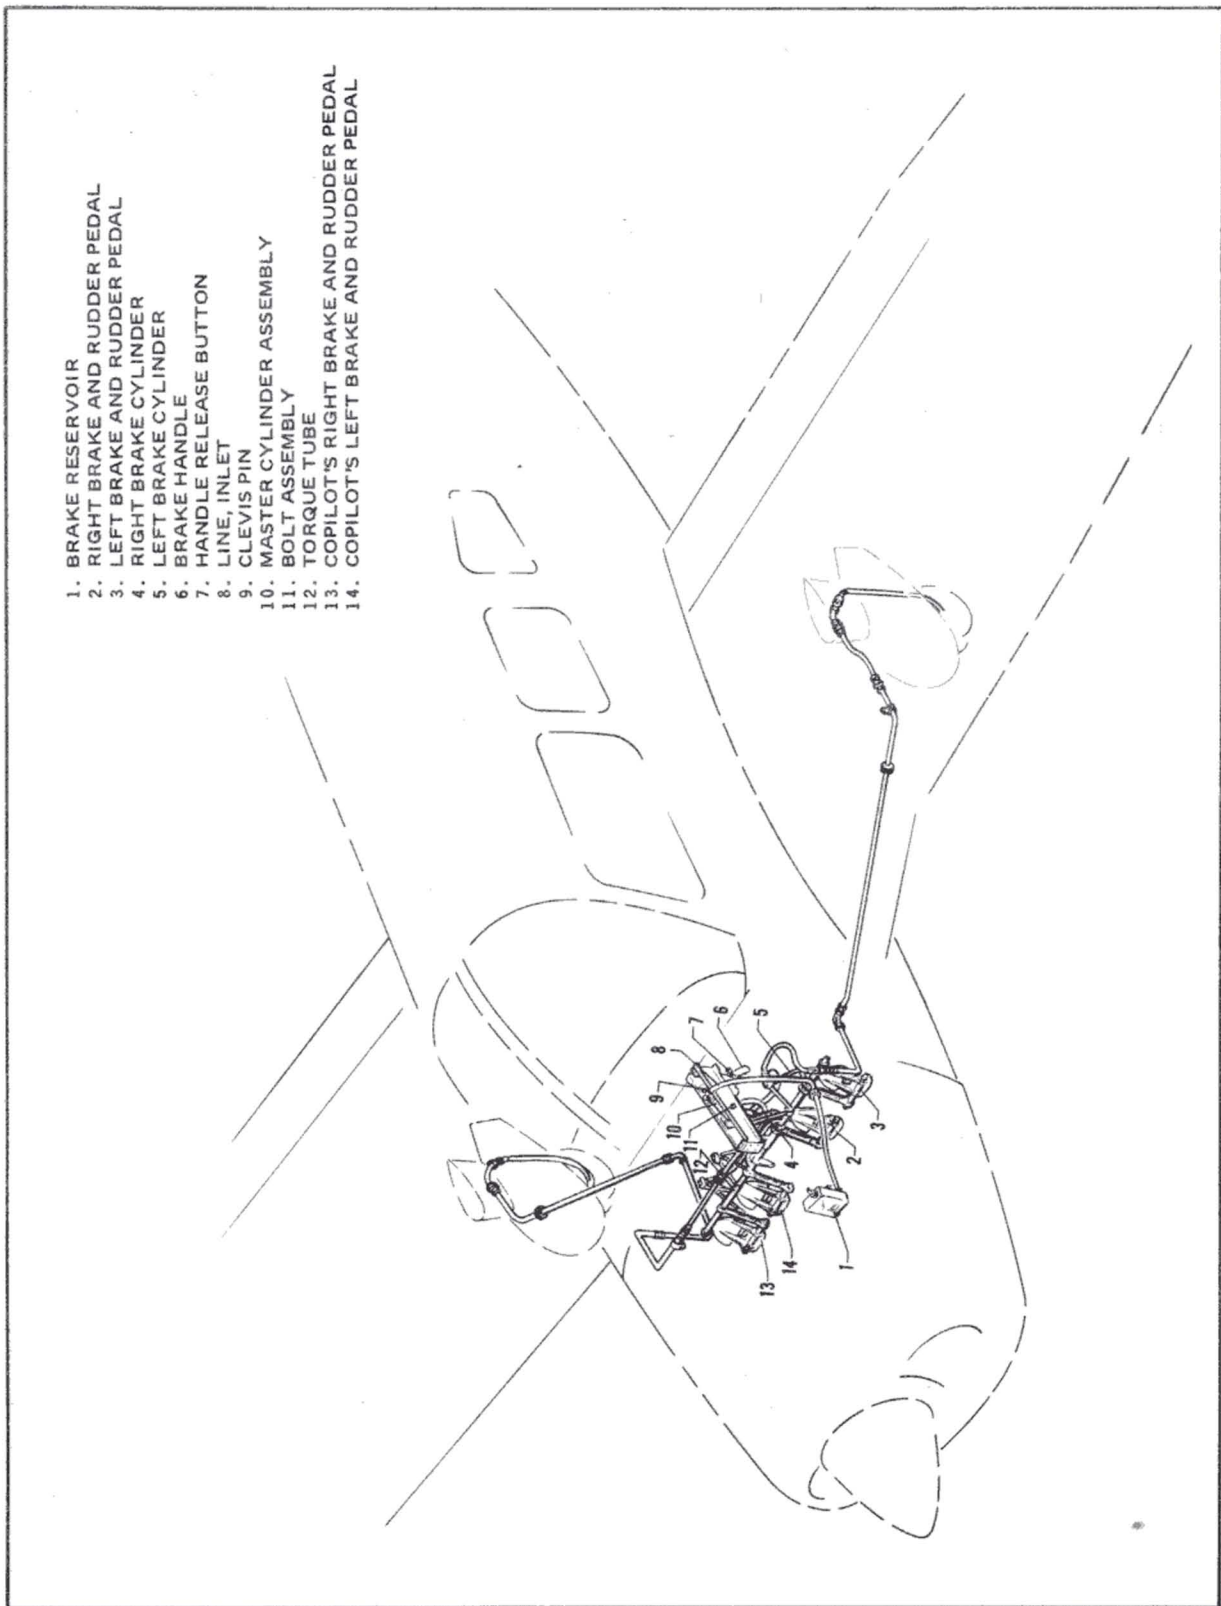 1. BRAKE RESERVOIR
2. RIGHT BRAKE AND RUDDER PEDAL
3. LEFT BRAKE AND RUDDER PEDAL
4. RIGHT BRAKE CYLINDER
5. LEFT BRAKE CYLINDER
6. BRAKE HANDLE
7. HANDLE RELEASE BUTTON
8. LINE, INLET
9. CLEVIS PIN
10. MASTER CYLINDER ASSEMBLY
11. BOLT ASSEMBLY
12. TORQUE TUBE
13. COPILOT'S RIGHT BRAKE AND RUDDER PEDAL
14. COPILOT'S LEFT BRAKE AND RUDDER PEDAL
8
7
6
9
10
11
12
5
4
3
2
13
14
1